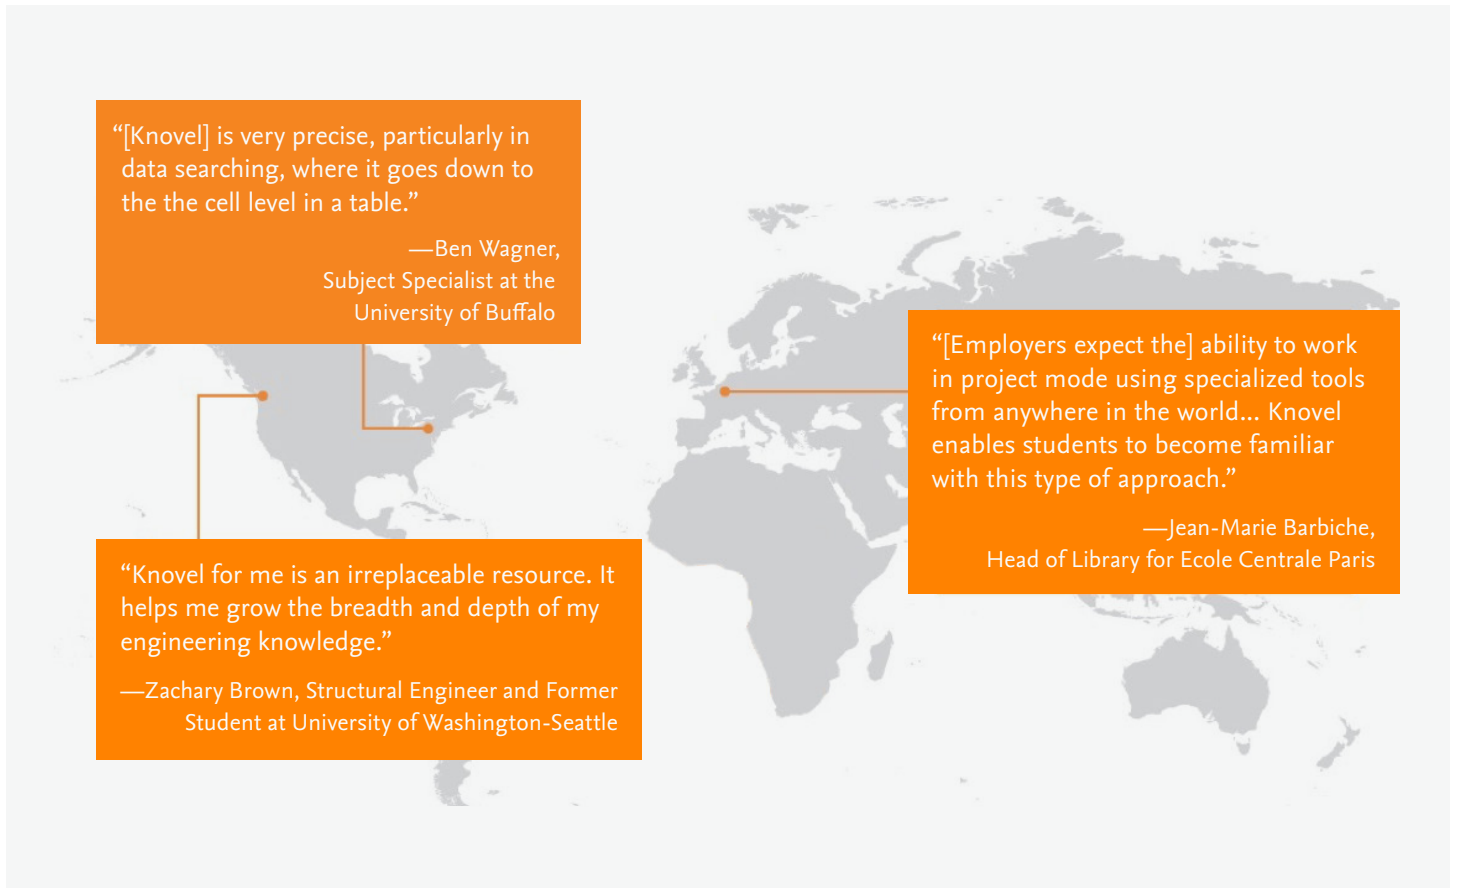 “[Knovel] is very precise, particularly in
data searching, where it goes down to
the the cell level in a table.”
—Ben Wagner,
Subject Specialist at the
University of Buffalo
“[Employers expect the] ability to work
in project mode using specialized tools
from anywhere in the world... Knovel
enables students to become familiar
with this type of approach.”
—Jean-Marie Barbiche,
Head of Library for Ecole Centrale Paris
“Knovel for me is an irreplaceable resource. It
helps me grow the breadth and depth of my
engineering knowledge.”
—Zachary Brown, Structural Engineer and Former
Student at University of Washington-Seattle